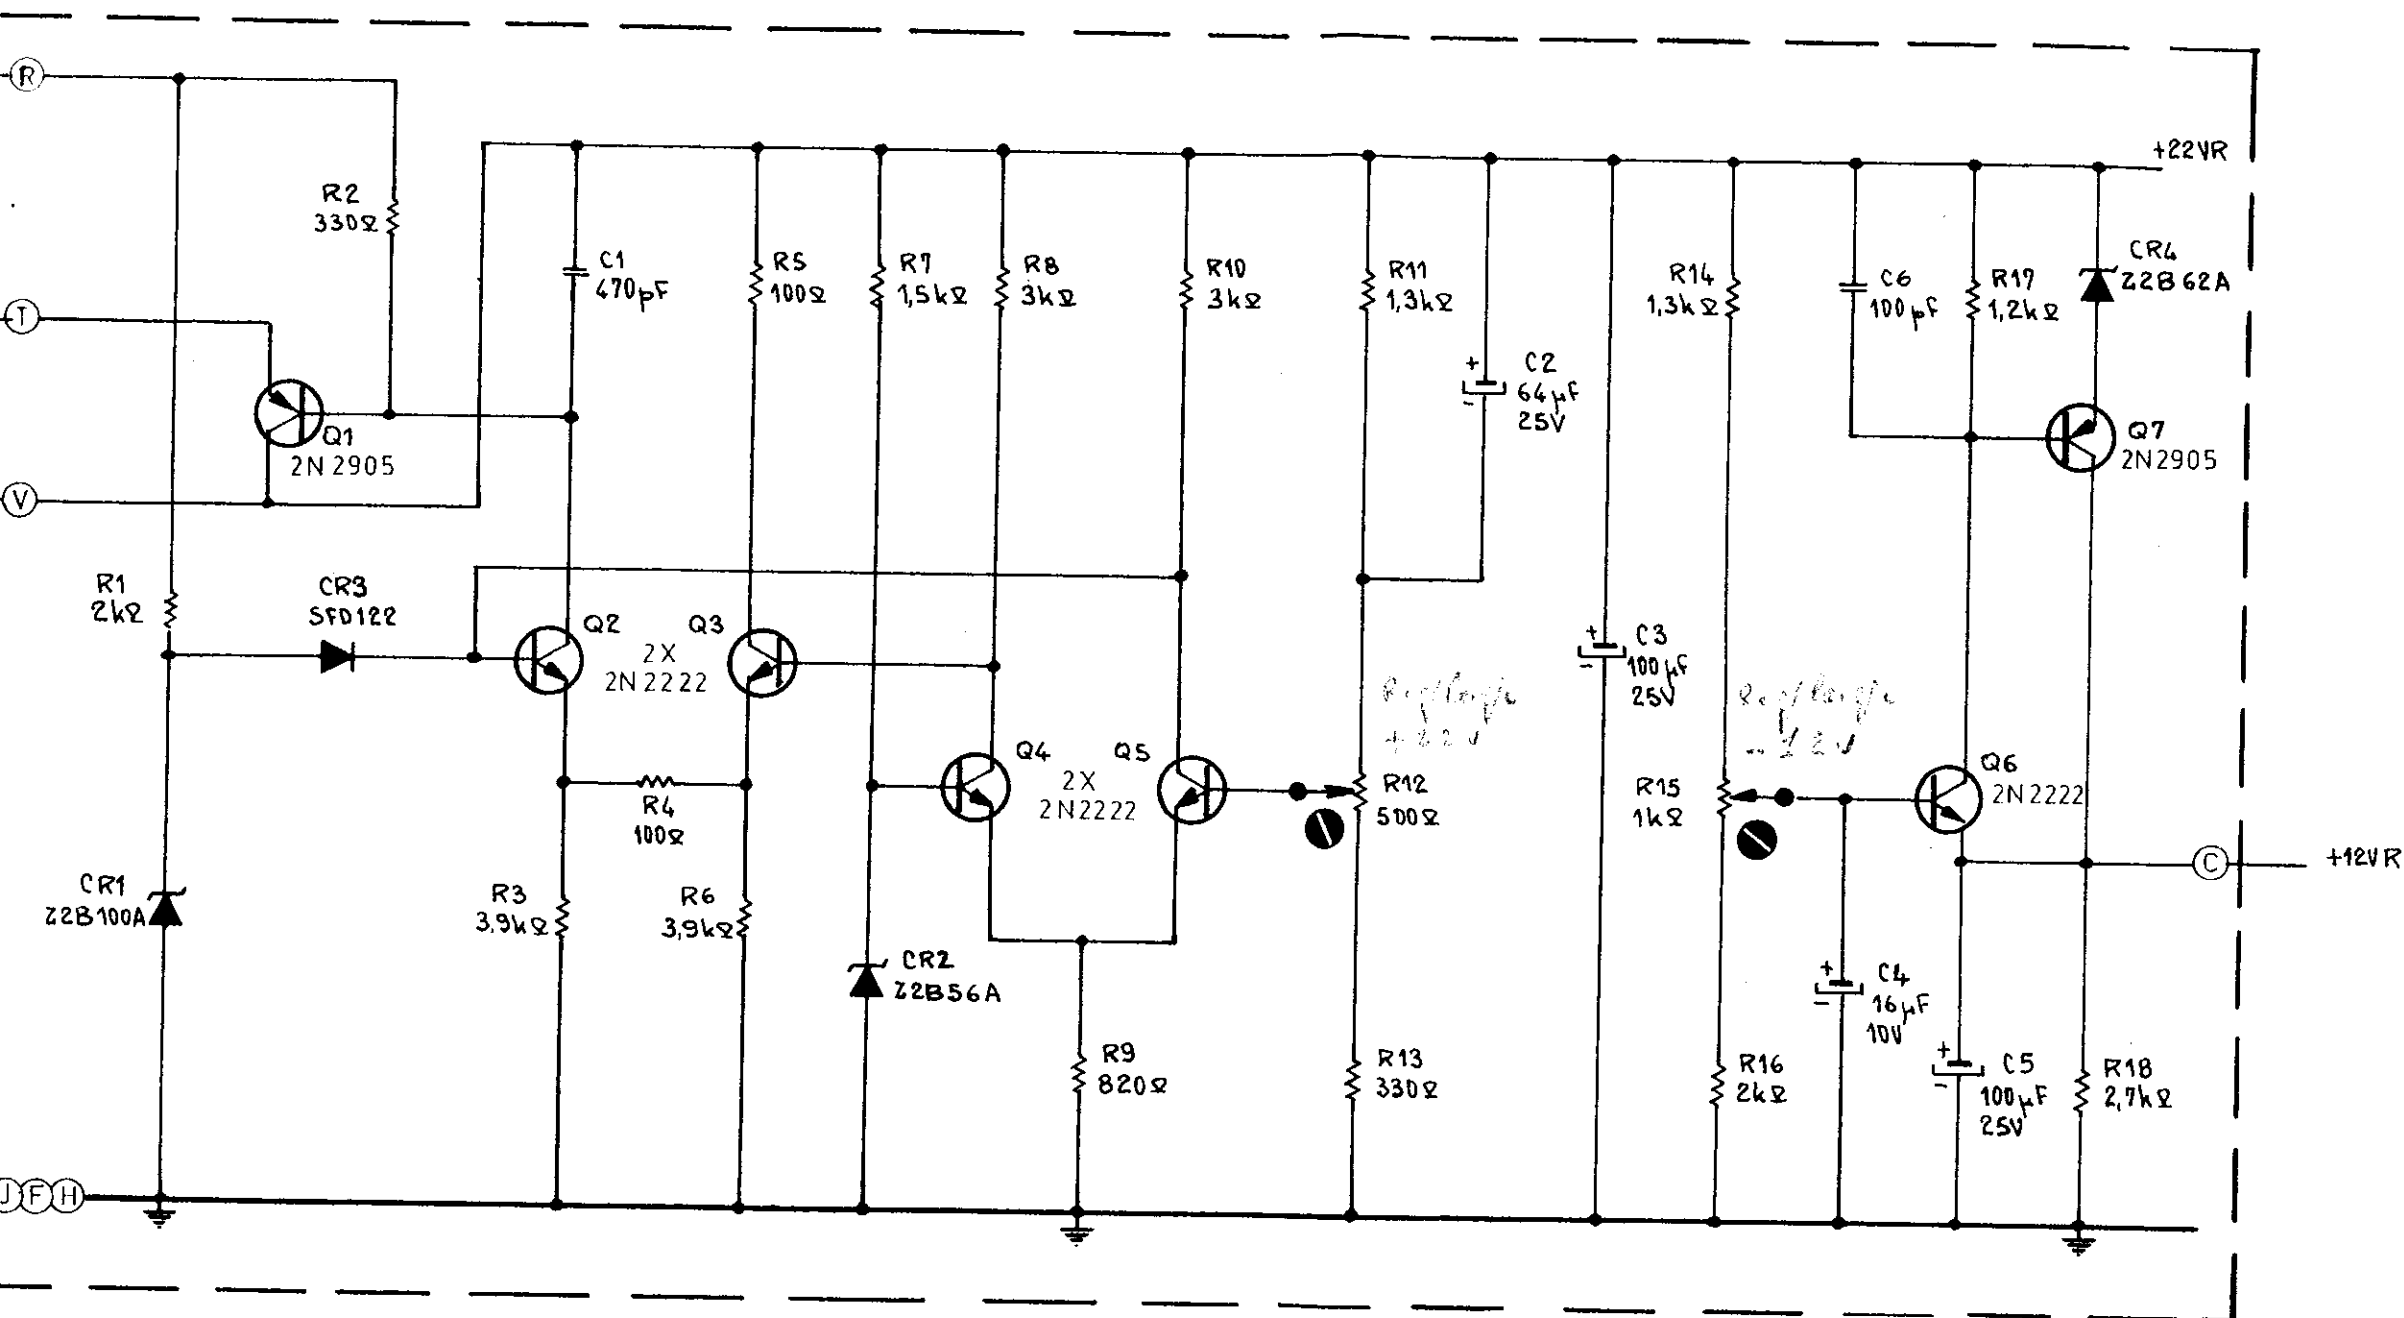 R
+22VR
R2
330Ω
C1
470pF
R5
100Ω
R7
1,5kΩ
R8
3kΩ
R10
3kΩ
R11
1,3kΩ
R14
1,3kΩ
C6
100pF
R17
1,2kΩ
CR4
Z2B62A
T
+
C2
64µF
25V
-
Q1
2N2905
Q7
2N2905
V
R1
2kΩ
CR3
SFD122
Q2
Q3
2X
2N2222
+
C3
100µF
25V
-
Q4
Q5
2X
2N2222
R12
500Ω
R15
1kΩ
Q6
2N2222
R4
100Ω
C
+12VR
CR1
Z2B100A
R3
3,9kΩ
R6
3,9kΩ
CR2
Z2B56A
+
C4
16µF
10V
-
R9
820Ω
R13
330Ω
R16
2kΩ
+
C5
100µF
25V
-
R18
2,7kΩ
J F H